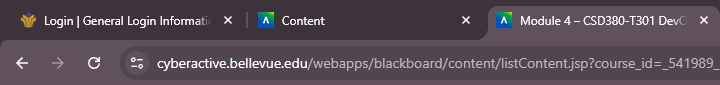 Login | General Login Informatio
Content
Module 4 – CSD380-T301 DevO
cyberactive.bellevue.edu/webapps/blackboard/content/listContent.jsp?course_id=_541989_